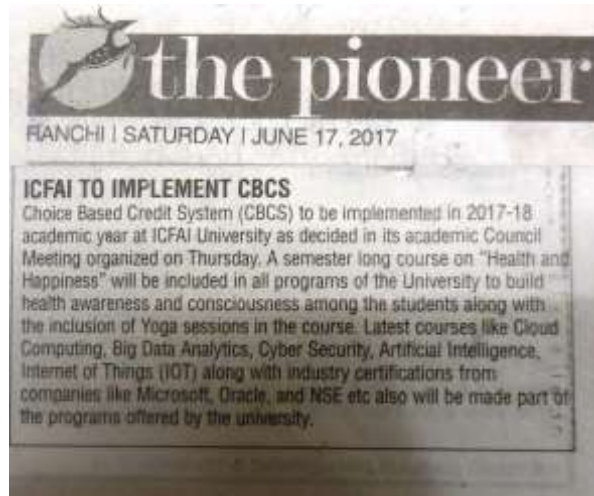 the pioneer
RANCHI | SATURDAY | JUNE 17, 2017
ICFAI TO IMPLEMENT CBCS
Choice Based Credit System (CBCS) to be implemented in 2017-18
academic year at ICFAI University as decided in its academic Council
Meeting organized on Thursday. A semester long course on "Health and
Happiness" will be included in all programs of the University to build
health awareness and consciousness among the students along with
the inclusion of Yoga sessions in the course. Latest courses like Cloud
Computing, Big Data Analytics, Cyber Security, Artificial Intelligence,
Internet of Things (IOT) along with industry certifications from
companies like Microsoft, Oracle, and NSE etc also will be made part of
the programs offered by the university.